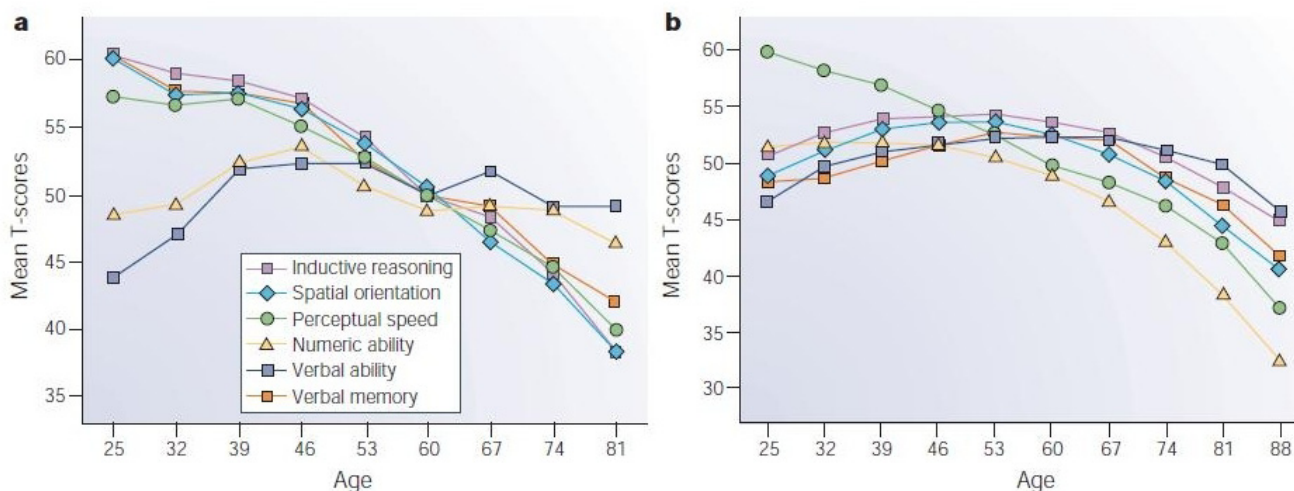 a
Mean T-scores
60
55
50
45
40
35
Inductive reasoning
Spatial orientation
Perceptual speed
Numeric ability
Verbal ability
Verbal memory
25 32 39 46 53 60 67 74 81
Age
b
Mean T-scores
60
55
50
45
40
35
30
25 32 39 46 53 60 67 74 81 88
Age